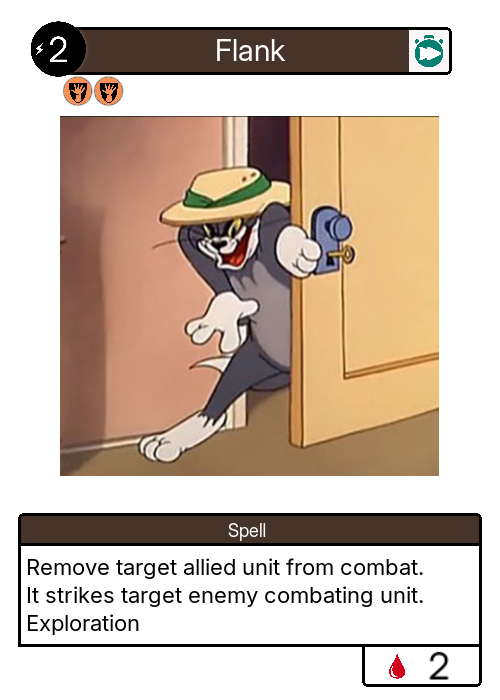 2
Flank
Spell
Remove target allied unit from combat.
It strikes target enemy combating unit.
Exploration
2